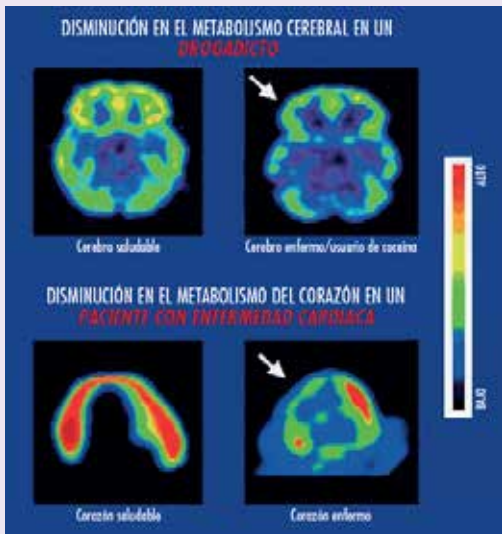 DISMINUCIÓN EN EL METABOLISMO CEREBRAL EN UN
DROGADICTO
Cerebro saludable
Cerebro enfermo/usuario de cocaína
ALTO
BAJO
DISMINUCIÓN EN EL METABOLISMO DEL CORAZÓN EN UN
PACIENTE CON ENFERMEDAD CARDIACA
Corazón saludable
Corazón enfermo